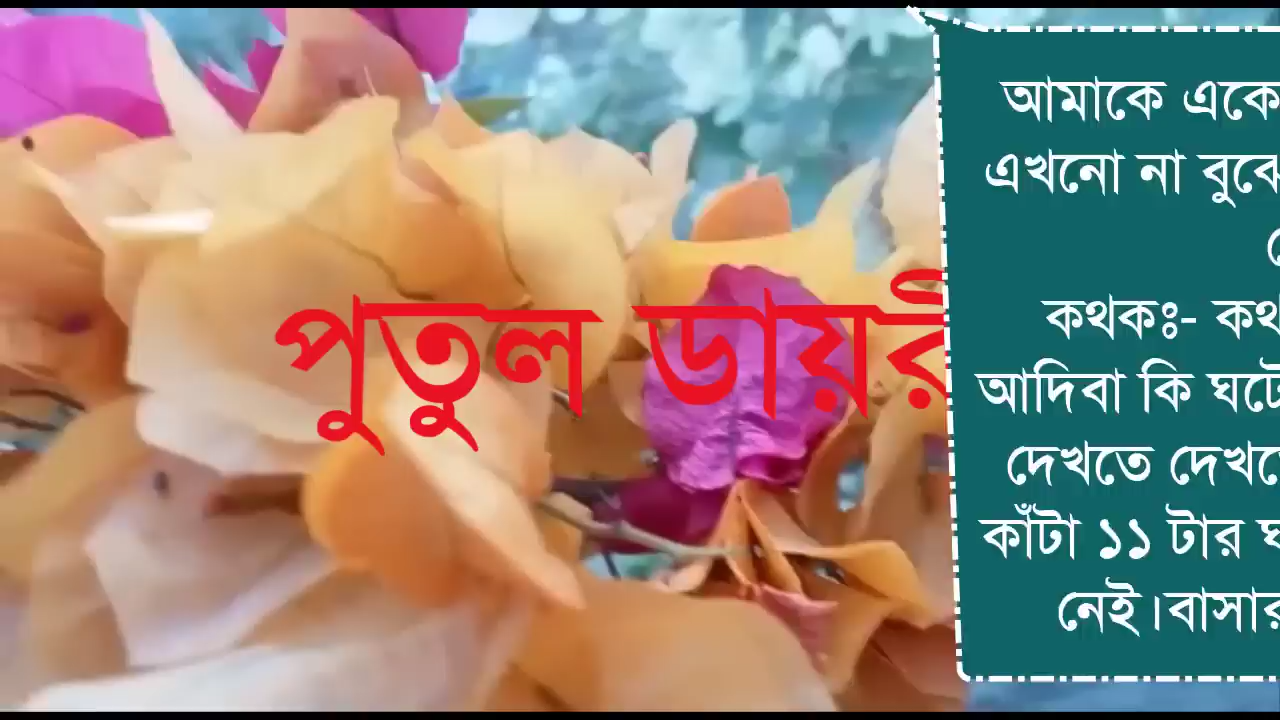 পুতুল ডায়রী
আমাকে একে
এখনো না বুঝে
কথকঃ- কথ
আদিবা কি ঘটে
দেখতে দেখতে
কাঁটা ১১ টার ঘ
নেই।বাসার